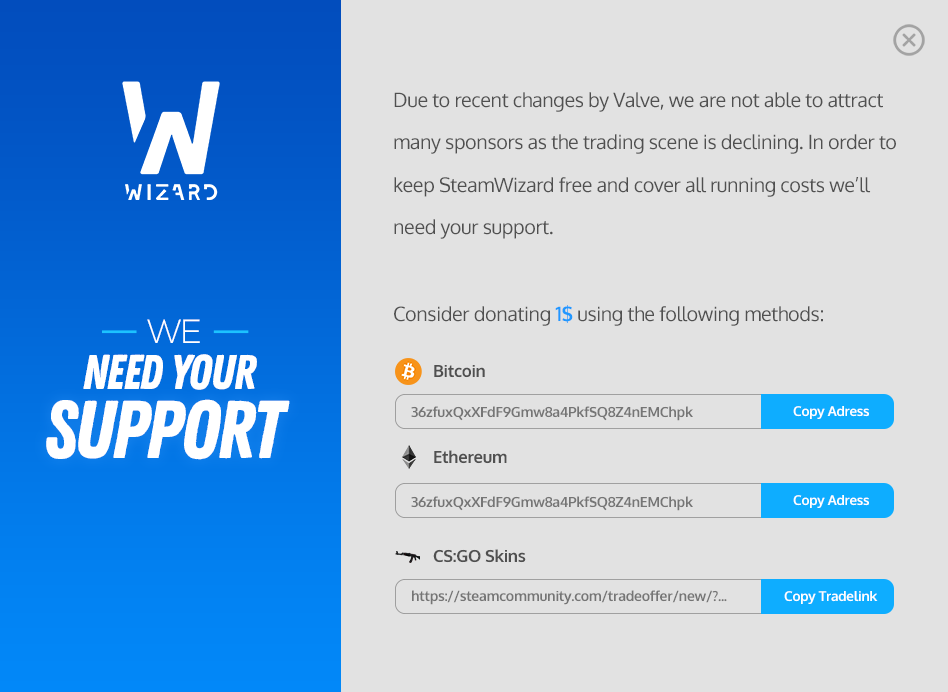 W
WIZARD
WE
NEED YOUR
SUPPORT
Due to recent changes by Valve, we are not able to attract
many sponsors as the trading scene is declining. In order to
keep SteamWizard free and cover all running costs we’ll
need your support.
Consider donating 1$ using the following methods:
Bitcoin
36zfuxQxXFdF9Gmw8a4PkfSQ8Z4nEMChpk Copy Adress
Ethereum
36zfuxQxXFdF9Gmw8a4PkfSQ8Z4nEMChpk Copy Adress
CS:GO Skins
https://steamcommunity.com/tradeoffer/new/?... Copy Tradelink